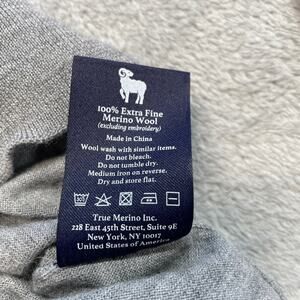 100% Extra Fine
Merino Wool
(excluding embroidery)
Made in China
Wool wash with similar items.
Do not bleach.
Do not tumble dry.
Medium iron on reverse.
Dry and store flat.
30
True Merino Inc.
228 East 45th Street, Suite 9E
New York, NY 10017
United States of America